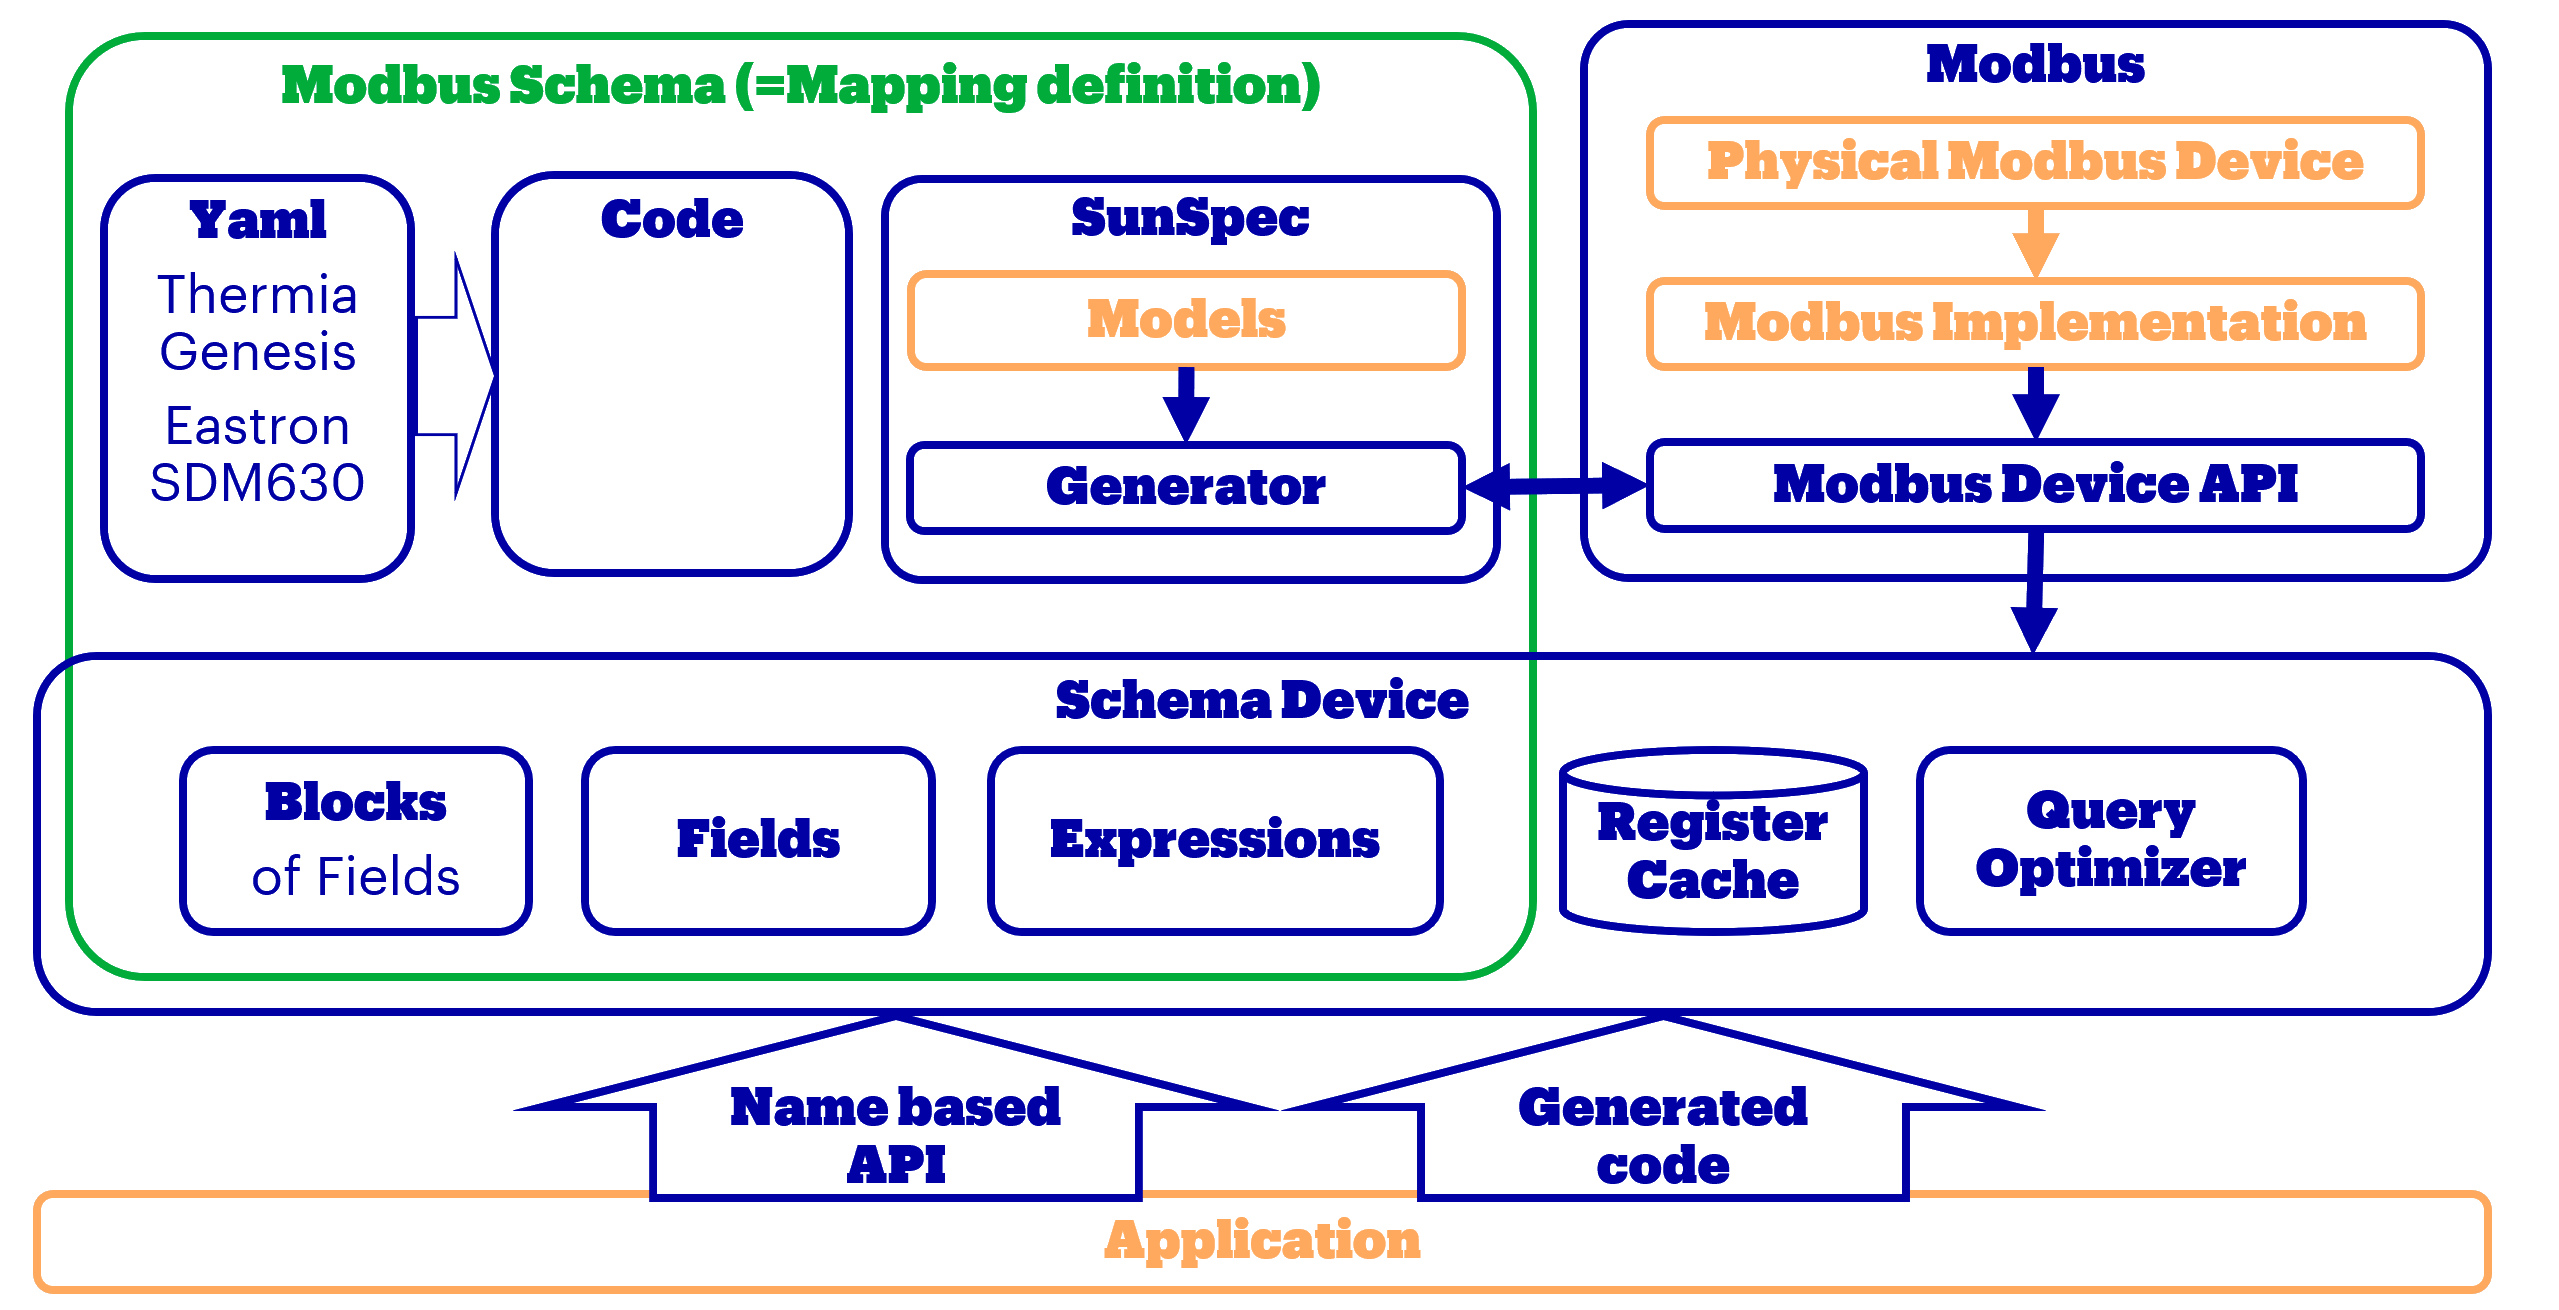 Modbus Schema (=Mapping definition)
Yaml
Thermia
Genesis
Eastron
SDM630
Code
SunSpec
Models
Generator
Modbus
Physical Modbus Device
Modbus Implementation
Modbus Device API
Schema Device
Blocks
of Fields
Fields
Expressions
Register
Cache
Query
Optimizer
Name based
API
Generated
code
Application